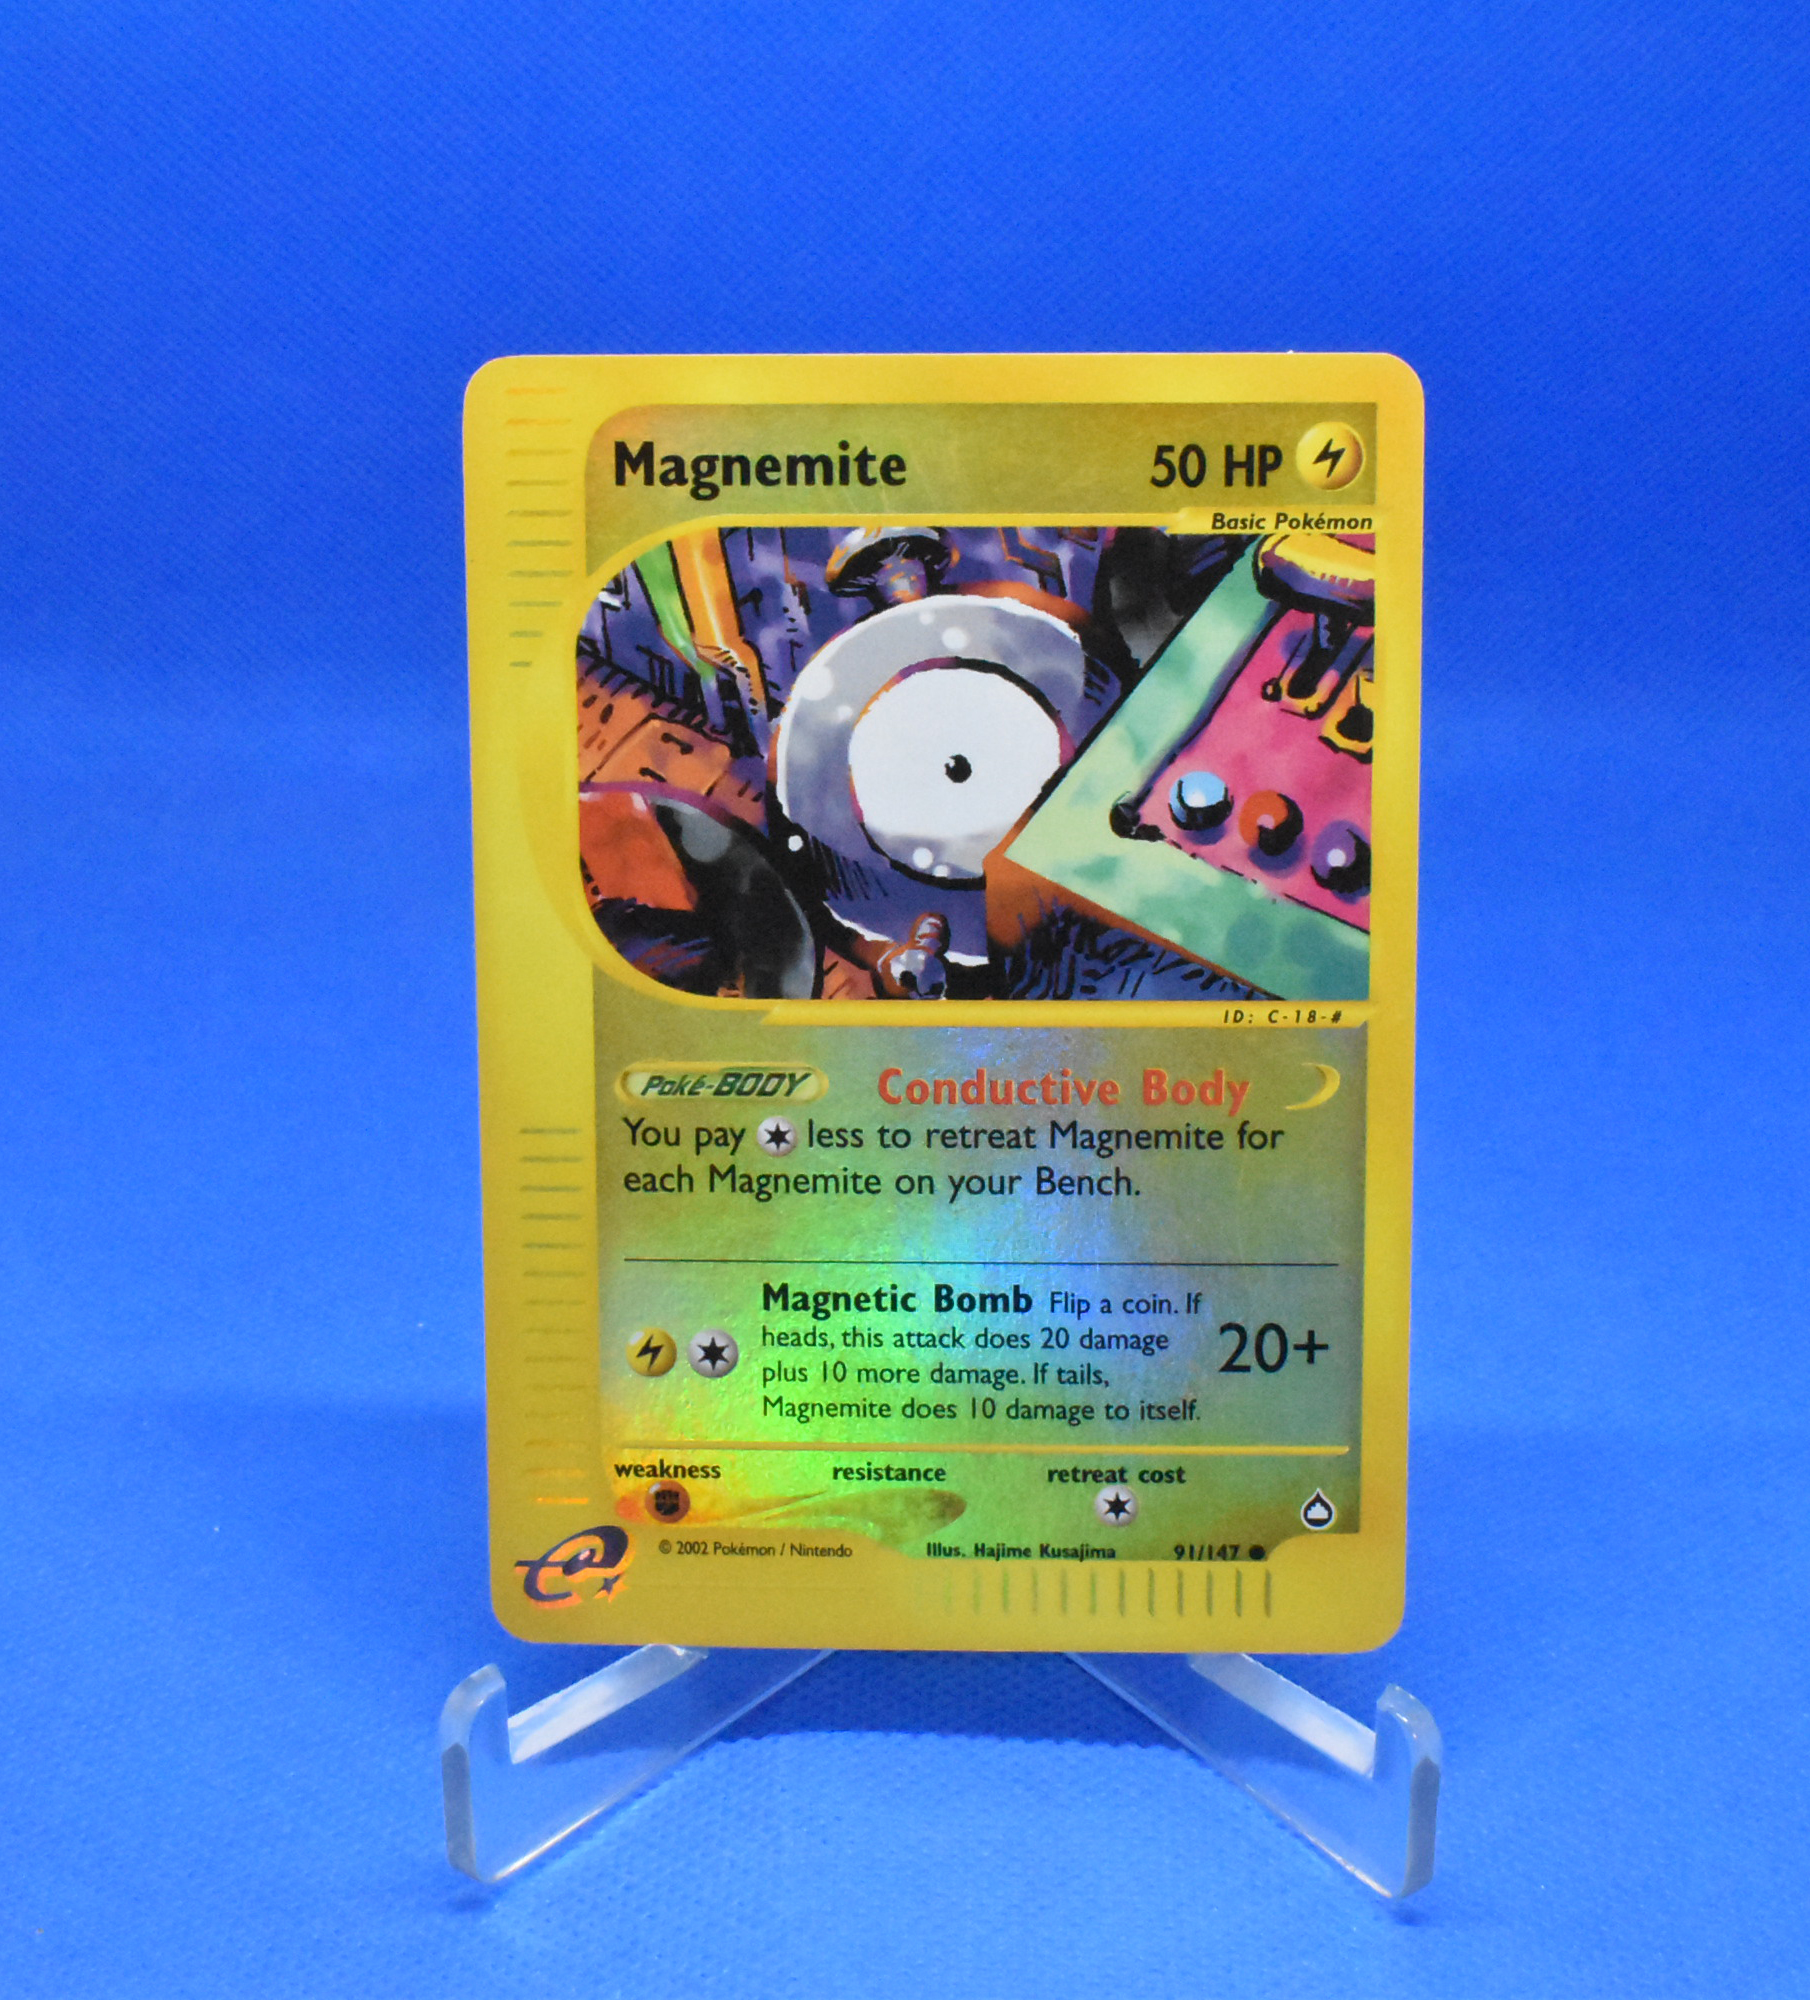 Magnemite 50 HP
Basic Pokémon
ID: C-18-#
Poké-BODY Conductive Body
You pay less to retreat Magnemite for
each Magnemite on your Bench.
Magnetic Bomb Flip a coin. If
heads, this attack does 20 damage
plus 10 more damage. If tails,
Magnemite does 10 damage to itself.
20+
weakness resistance retreat cost
e
© 2002 Pokémon / Nintendo Illus. Hajime Kusajima 91/147